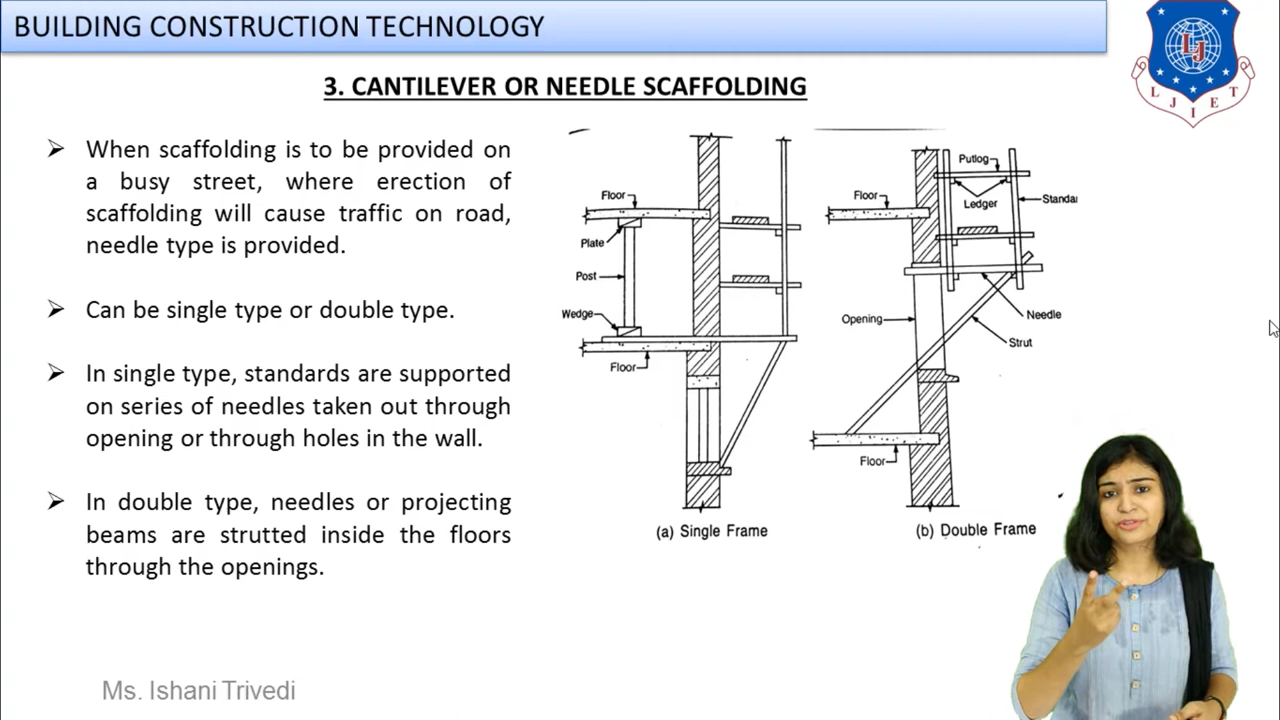 BUILDING CONSTRUCTION TECHNOLOGY
L J I E T
LJ
3. CANTILEVER OR NEEDLE SCAFFOLDING
When scaffolding is to be provided on
a busy street, where erection of
scaffolding will cause traffic on road,
needle type is provided.
Can be single type or double type.
In single type, standards are supported
on series of needles taken out through
opening or through holes in the wall.
In double type, needles or projecting
beams are strutted inside the floors
through the openings.
Floor
Plate
Post
Wedge
Floor
(a) Single Frame
Putlog
Floor
Ledger
Standar
Opening
Needle
Strut
Floor
(b) Double Frame
Ms. Ishani Trivedi